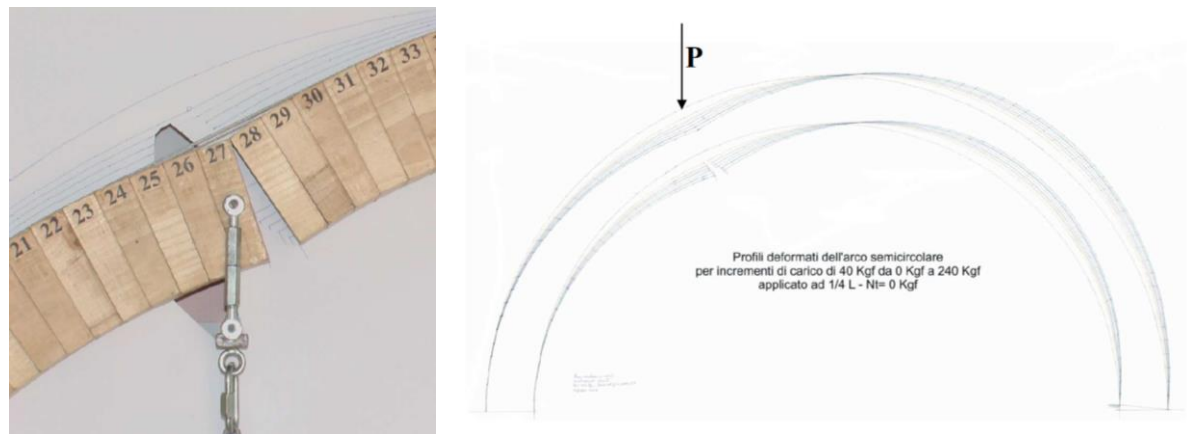 21 22 23 24 25 26 27 28 29 30 31 32 33
P
Profili deformati dell'arco semicircolare
per incrementi di carico di 40 Kgf da 0 Kgf a 240 Kgf
applicato ad 1/4 L - Nt= 0 Kgf